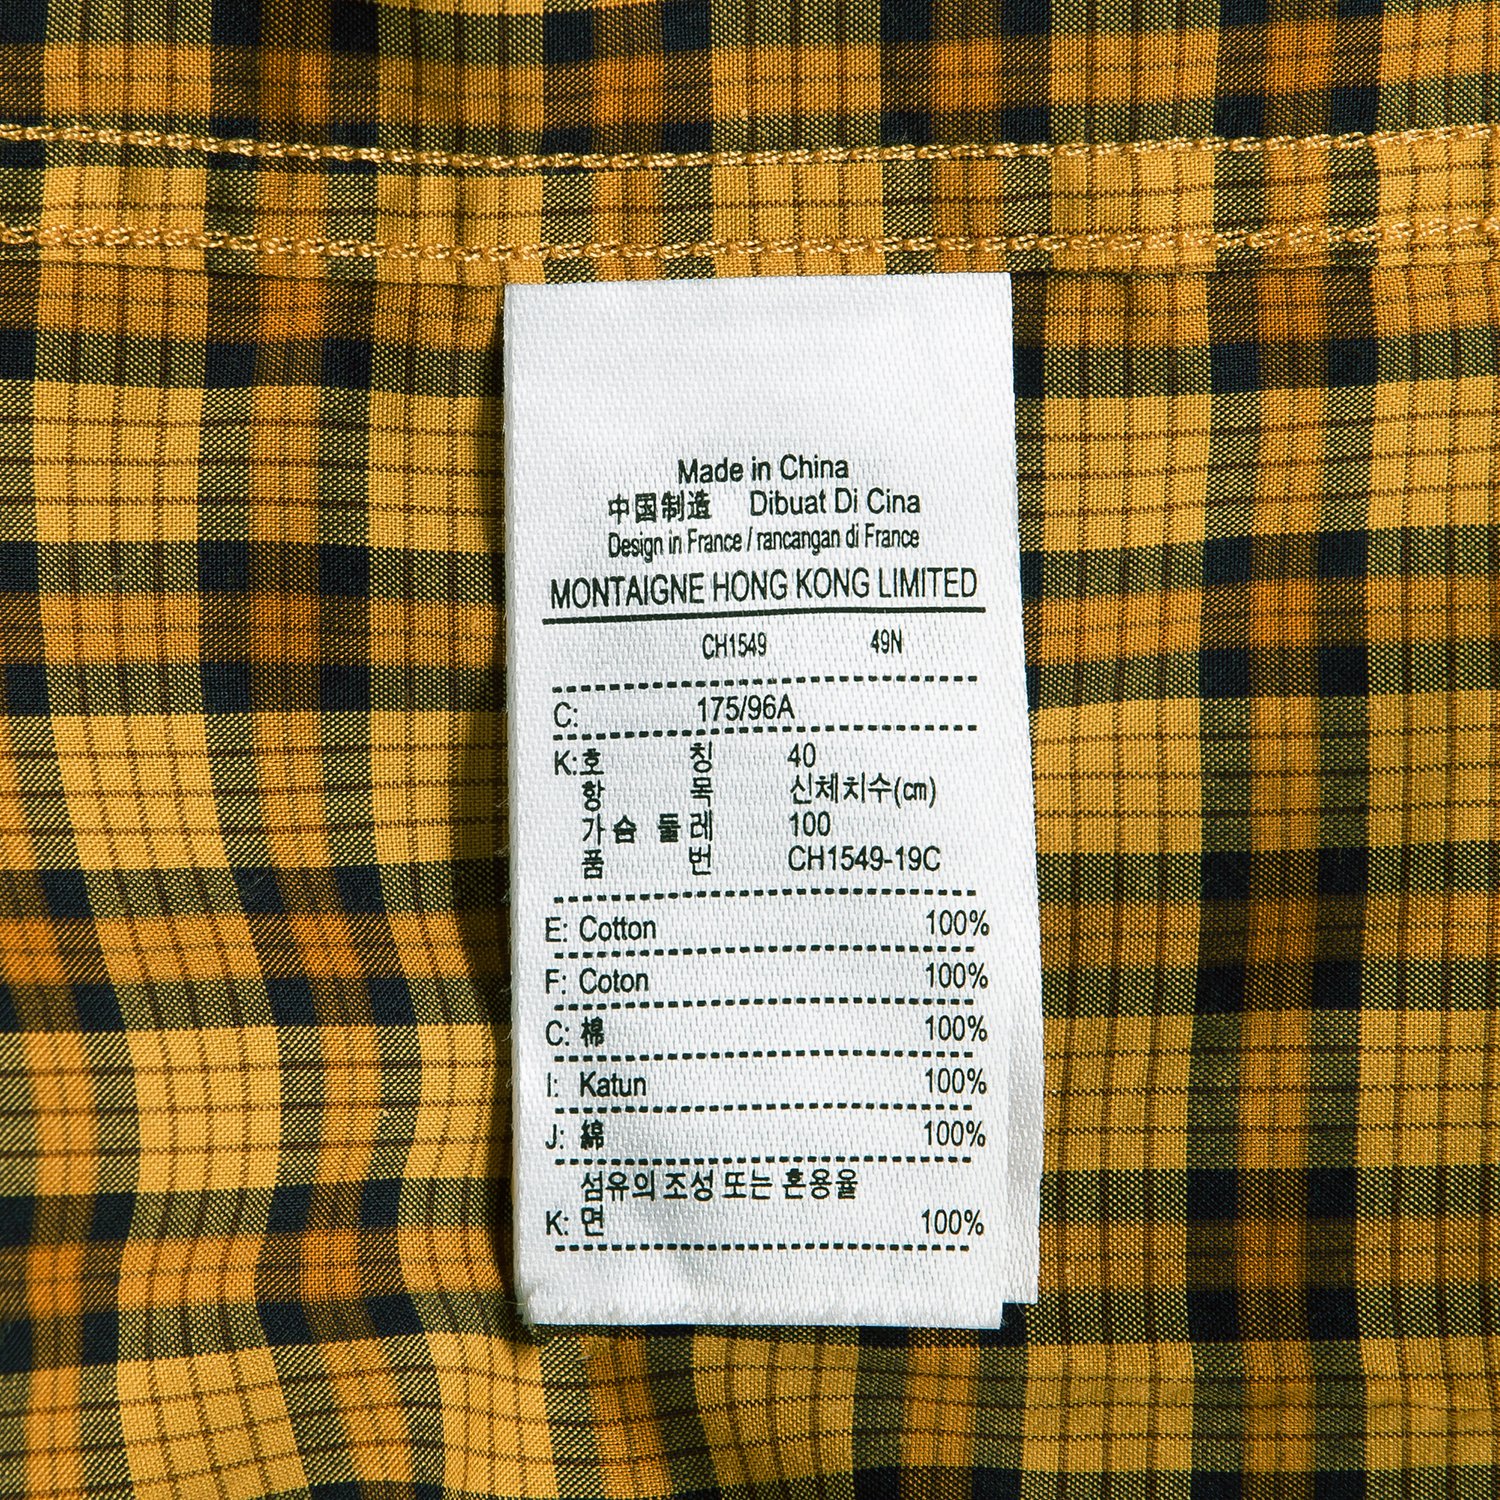 Made in China
中国制造 Dibuat Di Cina
Design in France / rancangan di France
MONTAIGNE HONG KONG LIMITED
CH1549 49N
C: 175/96A
K:호 칭 40
항 목 신체치수(㎝)
가슴 둘레 100
품 번 CH1549-19C
E: Cotton 100%
F: Coton 100%
C: 棉 100%
I: Katun 100%
J: 綿 100%
섬유의 조성 또는 혼용율
K: 면 100%